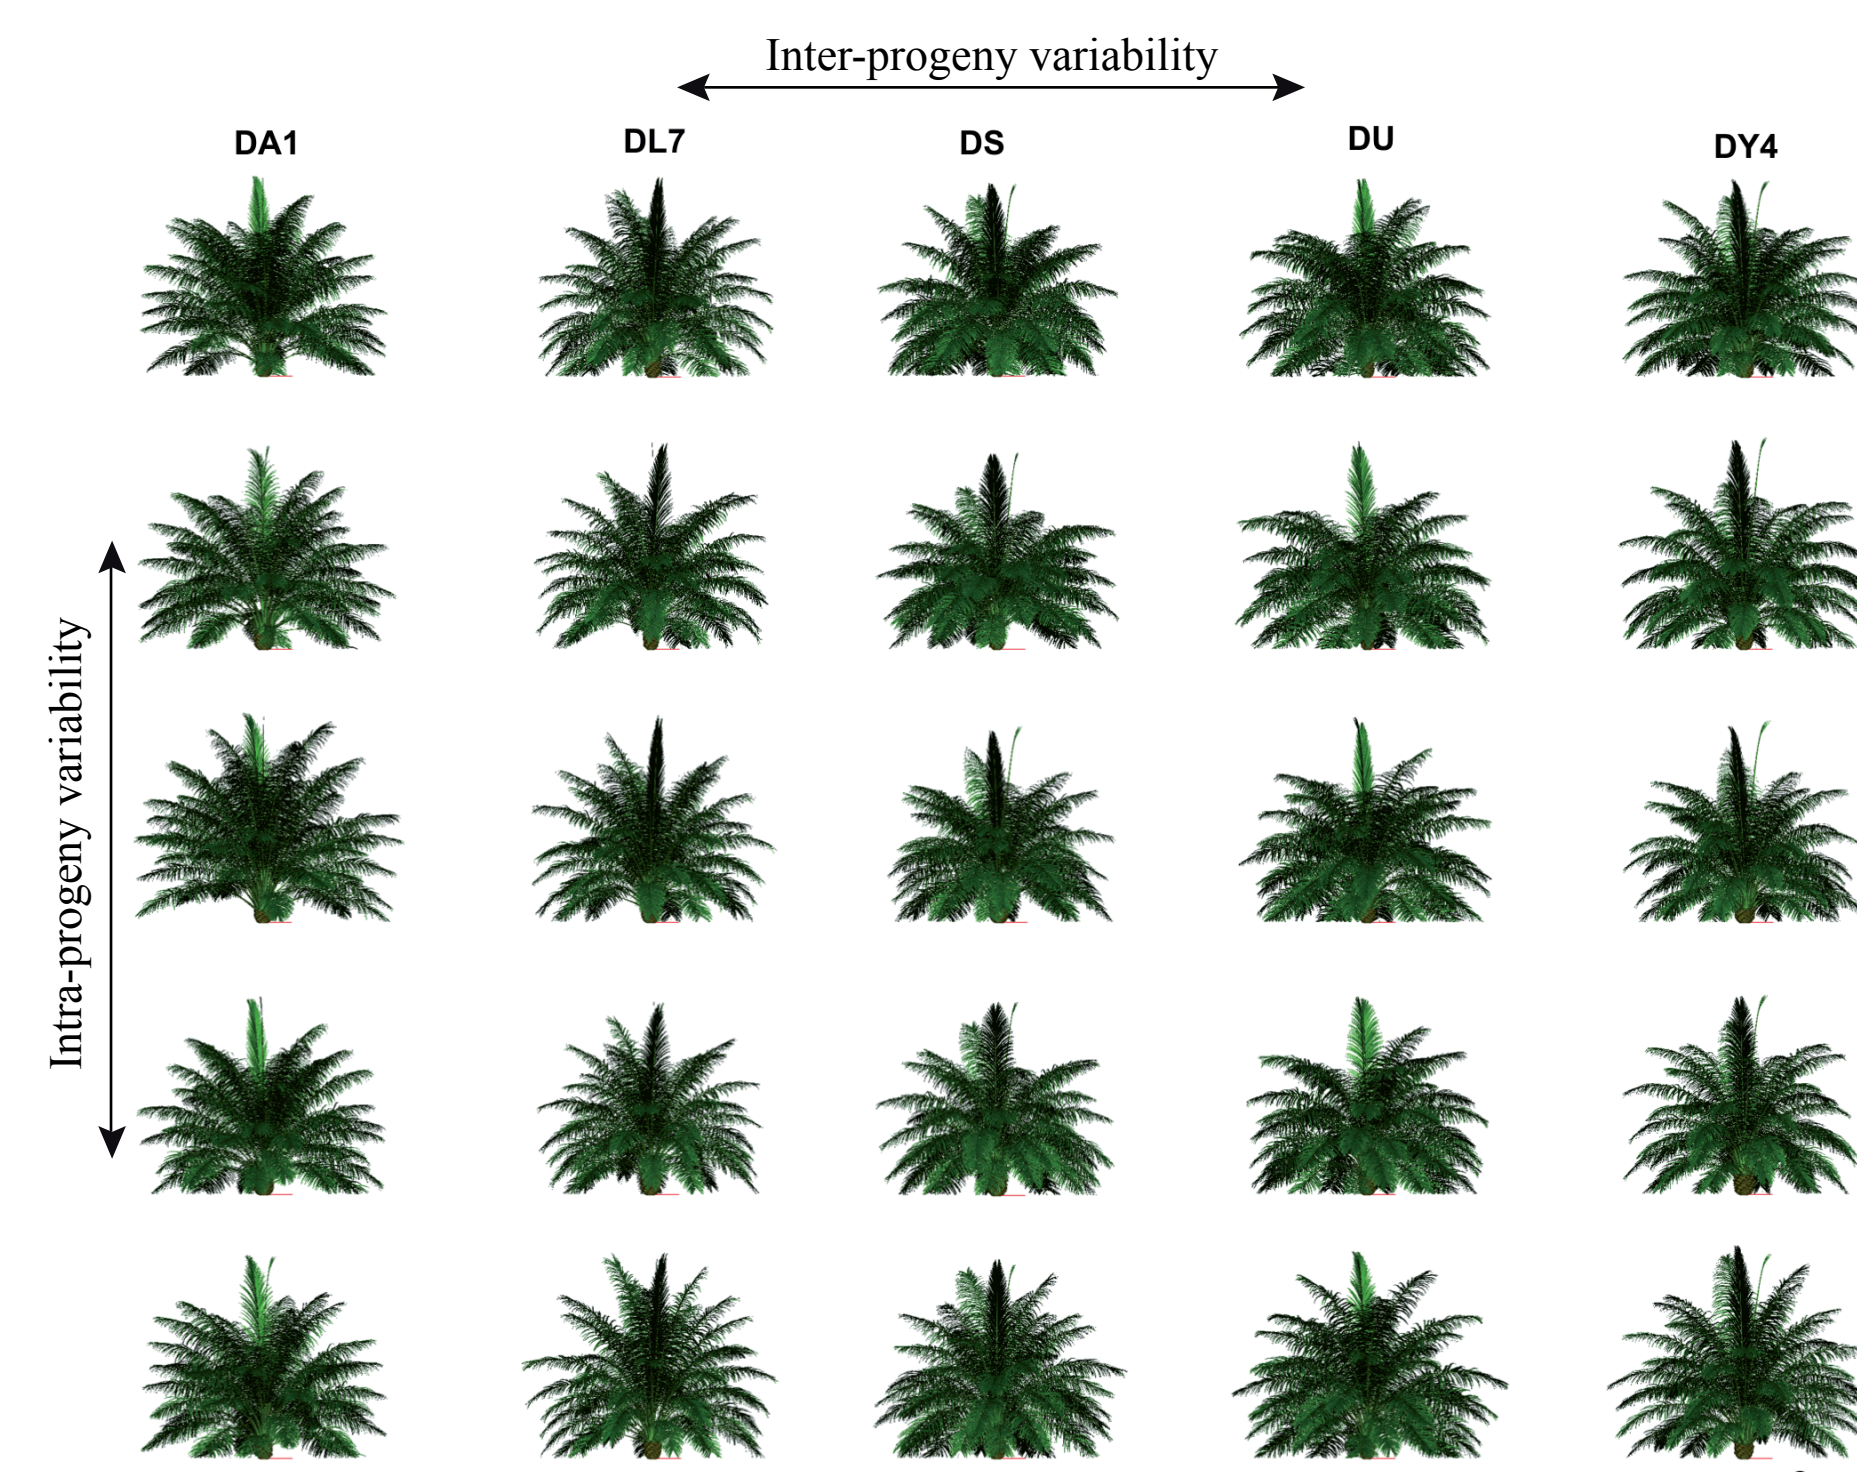 Inter-progeny variability
DA1
DL7
DS
DU
DY4
Intra-progeny variability